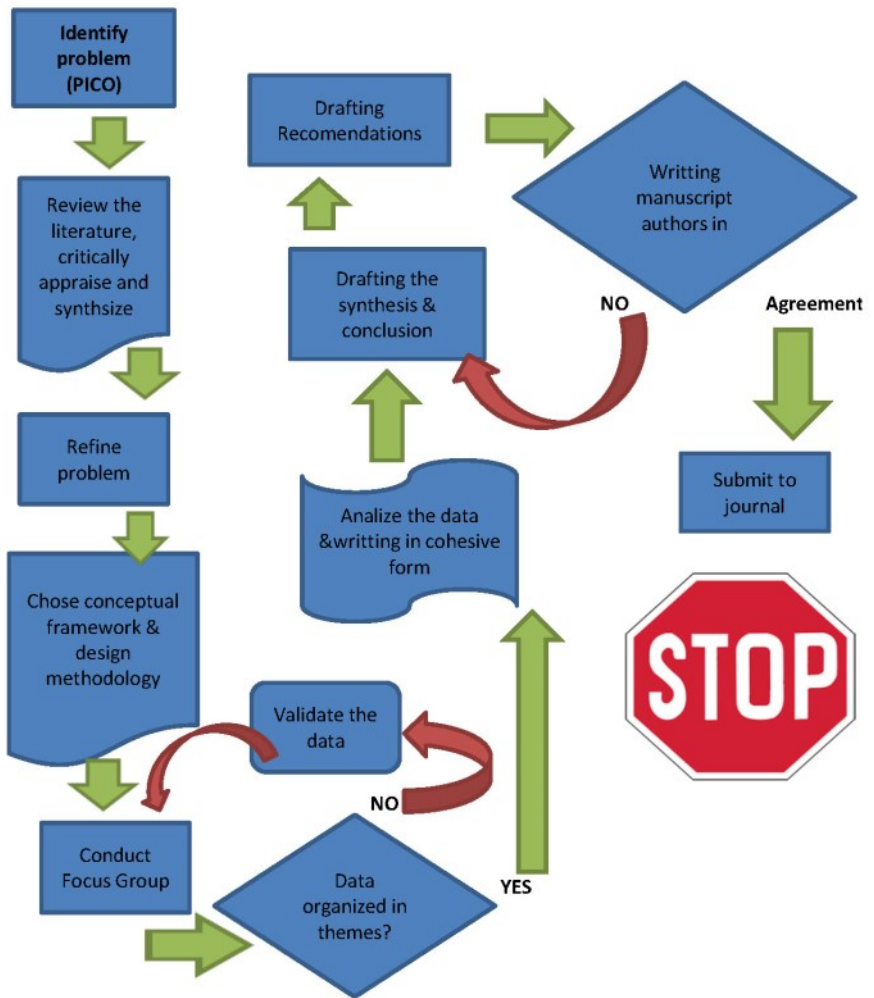 Identify
problem
(PICO)
Review the
literature,
critically
appraise and
synthsize
Refine
problem
Chose conceptual
framework &
design
methodology
Conduct
Focus Group
Data
organized in
themes?
NO
Validate the
data
YES
Analize the data
&writting in cohesive
form
Drafting the
synthesis &
conclusion
Drafting
Recomendations
Writting
manuscript
authors in
NO
Agreement
Submit to
journal
STOP